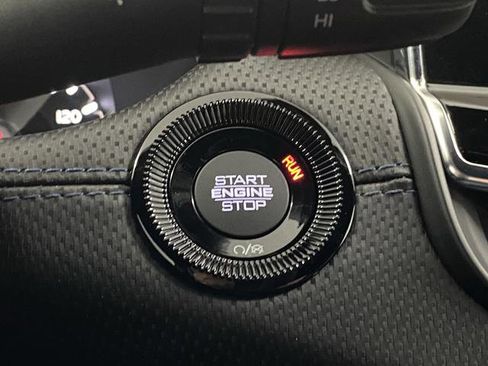 HI
120
RUN
START
ENGINE
STOP